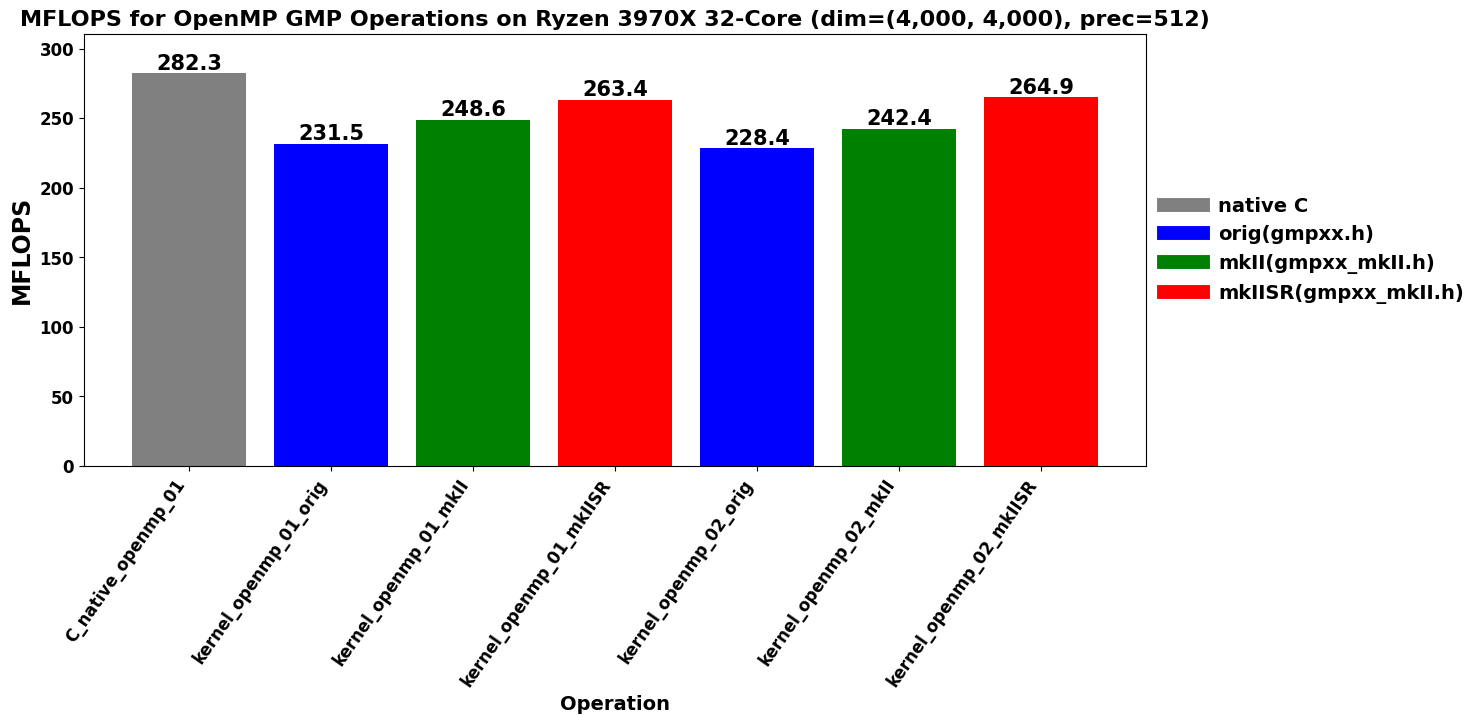 MFLOPS for OpenMP GMP Operations on Ryzen 3970X 32-Core (dim=(4,000, 4,000), prec=512)
MFLOPS
300
250
200
150
100
50
0
282.3
231.5
248.6
263.4
228.4
242.4
264.9
C_native_openmp_01
kernel_openmp_01_orig
kernel_openmp_01_mkII
kernel_openmp_01_mkIISR
kernel_openmp_02_orig
kernel_openmp_02_mkII
kernel_openmp_02_mkIISR
Operation
native C
orig(gmpxx.h)
mkII(gmpxx_mkII.h)
mkIISR(gmpxx_mkII.h)